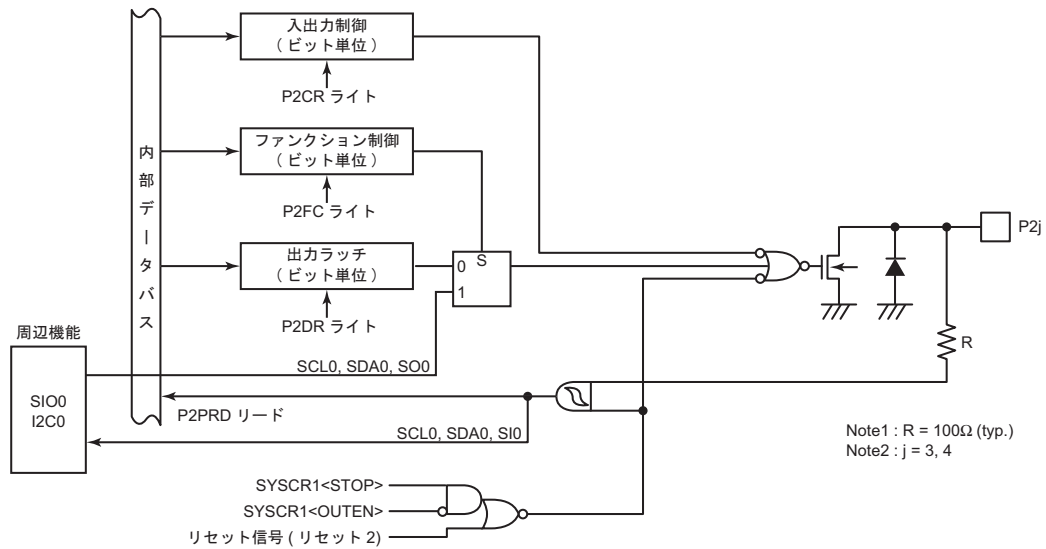 入出力制御
( ビット単位 )
P2CR ライト
ファンクション制御
( ビット単位 )
P2FC ライト
内部データバス
出力ラッチ
( ビット単位 )
P2DR ライト
S
0
1
P2j
R
周辺機能
SIO0
I2C0
SCL0, SDA0, SO0
P2PRD リード
SCL0, SDA0, SI0
Note1 : R = 100Ω (typ.)
Note2 : j = 3, 4
SYSCR1<STOP>
SYSCR1<OUTEN>
リセット信号 ( リセット 2)